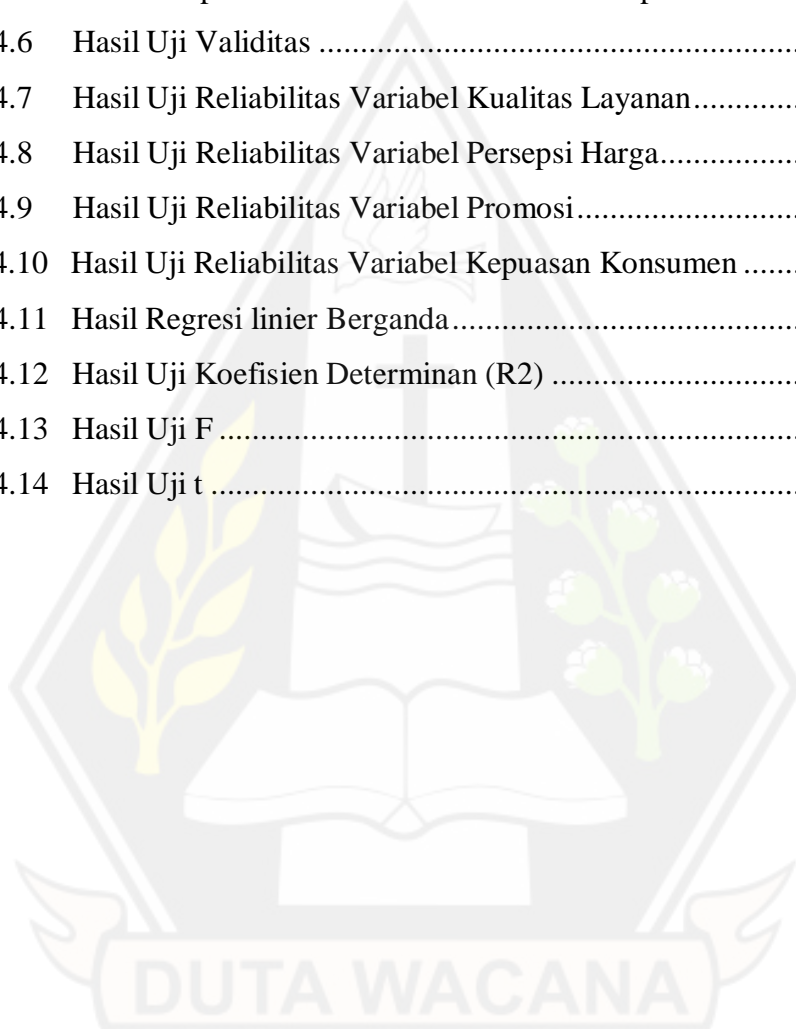 4.6 Hasil Uji Validitas ....................................................................
4.7 Hasil Uji Reliabilitas Variabel Kualitas Layanan.............
4.8 Hasil Uji Reliabilitas Variabel Persepsi Harga..................
4.9 Hasil Uji Reliabilitas Variabel Promosi............................
4.10 Hasil Uji Reliabilitas Variabel Kepuasan Konsumen .......
4.11 Hasil Regresi linier Berganda...........................................
4.12 Hasil Uji Koefisien Determinan (R2) ...............................
4.13 Hasil Uji F .......................................................................
4.14 Hasil Uji t ........................................................................
DUTA WACANA